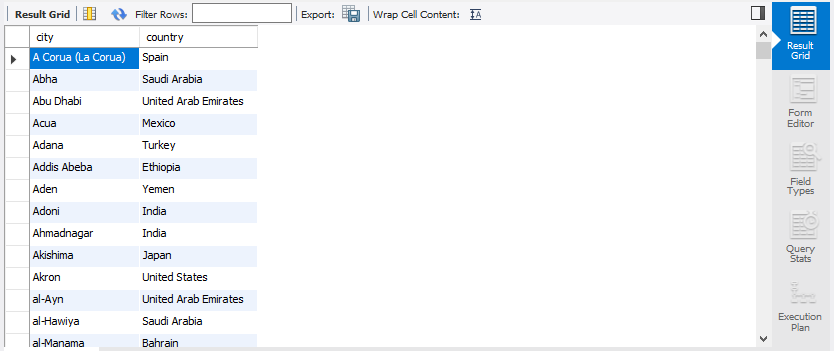 Result Grid Filter Rows: Export: Wrap Cell Content:
city country
A Corua (La Corua) Spain
Abha Saudi Arabia
Abu Dhabi United Arab Emirates
Acua Mexico
Adana Turkey
Addis Abeba Ethiopia
Aden Yemen
Adoni India
Ahmadnagar India
Akishima Japan
Akron United States
al-Ayn United Arab Emirates
al-Hawiya Saudi Arabia
al-Manama Bahrain
Result
Grid
Form
Editor
Field
Types
Query
Stats
Execution
Plan